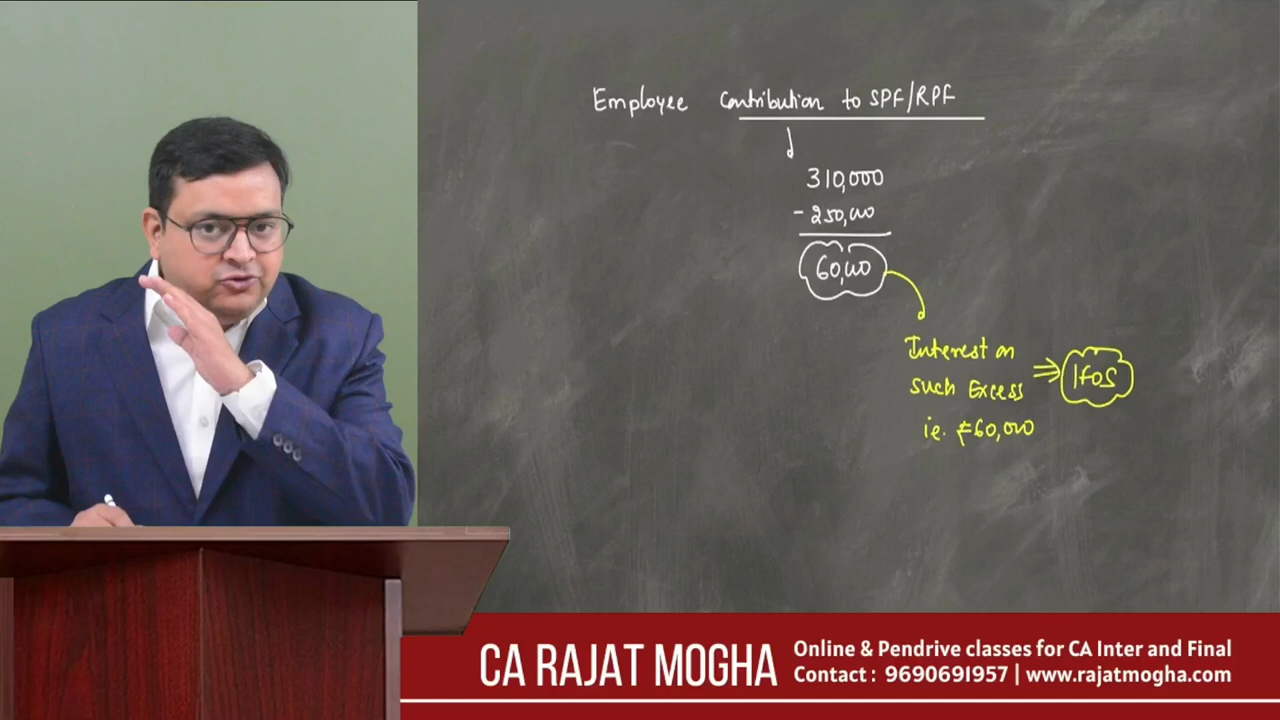 Employee Contribution to SPF/RPF
310,000
- 250,000
60,000
Interest on
such Excess ⇒ IFOS
ie. ₹60,000
CA RAJAT MOGHA
Online & Pendrive classes for CA Inter and Final
Contact : 9690691957 | www.rajatmogha.com